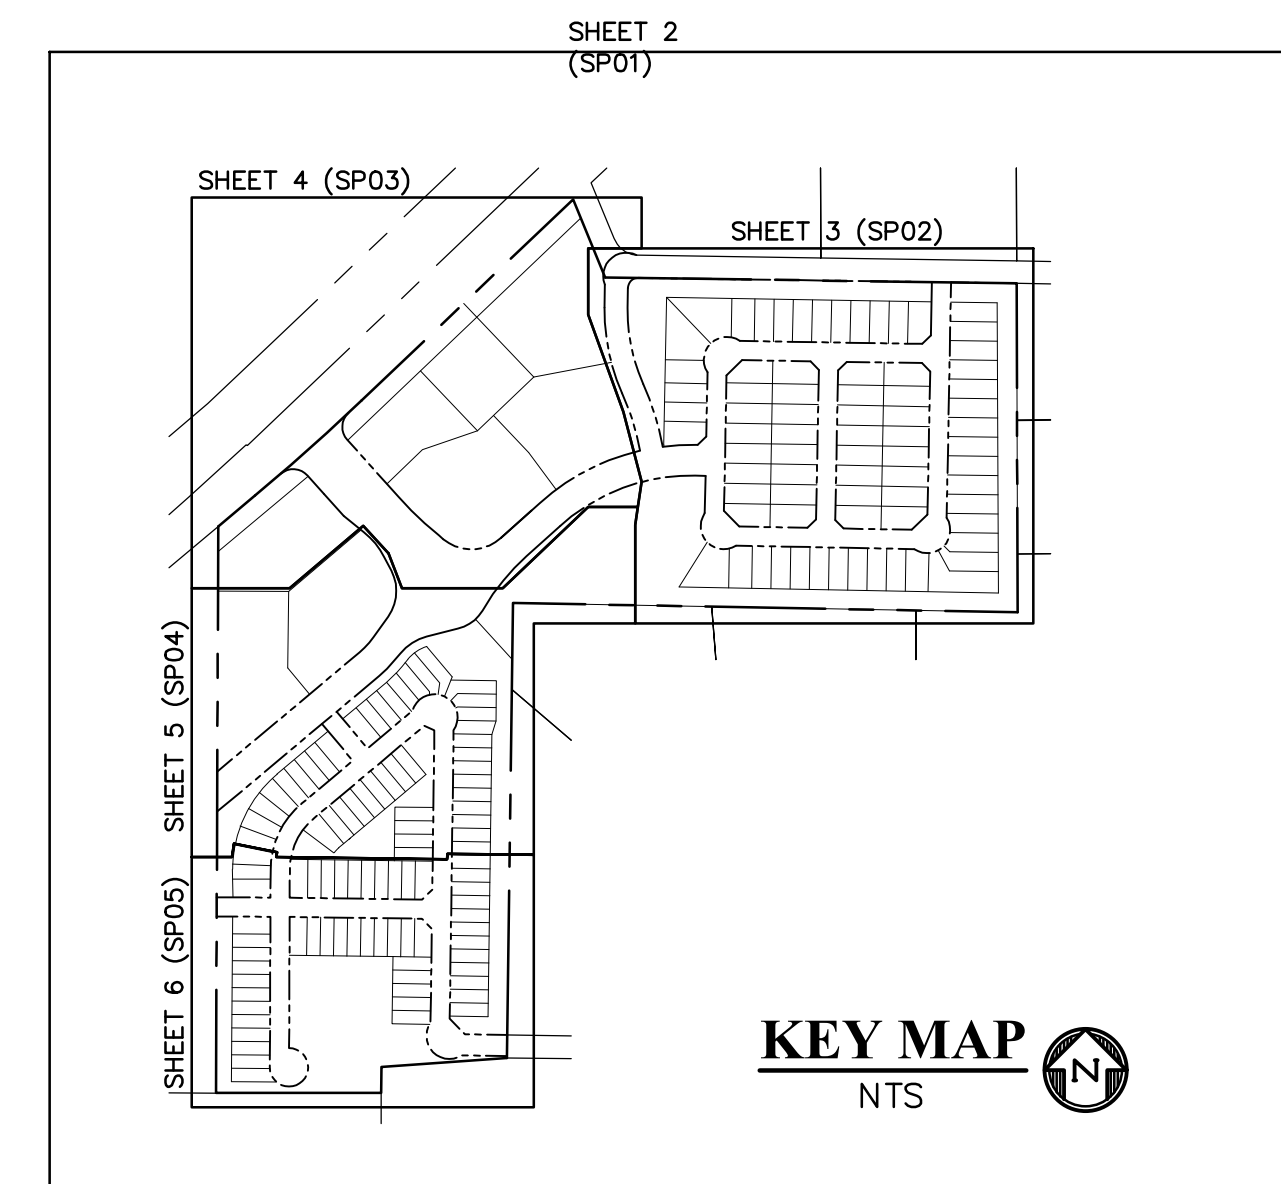 SHEET 2
(SP01)
SHEET 4 (SP03)
SHEET 3 (SP02)
SHEET 5 (SP04)
SHEET 6 (SP05)
KEY MAP
NTS
N